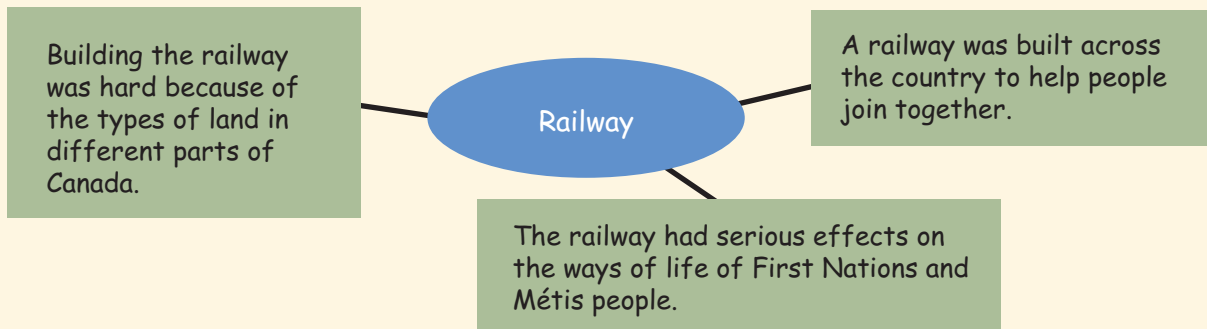 Building the railway
was hard because of
the types of land in
different parts of
Canada.
Railway
A railway was built across
the country to help people
join together.
The railway had serious effects on
the ways of life of First Nations and
Métis people.